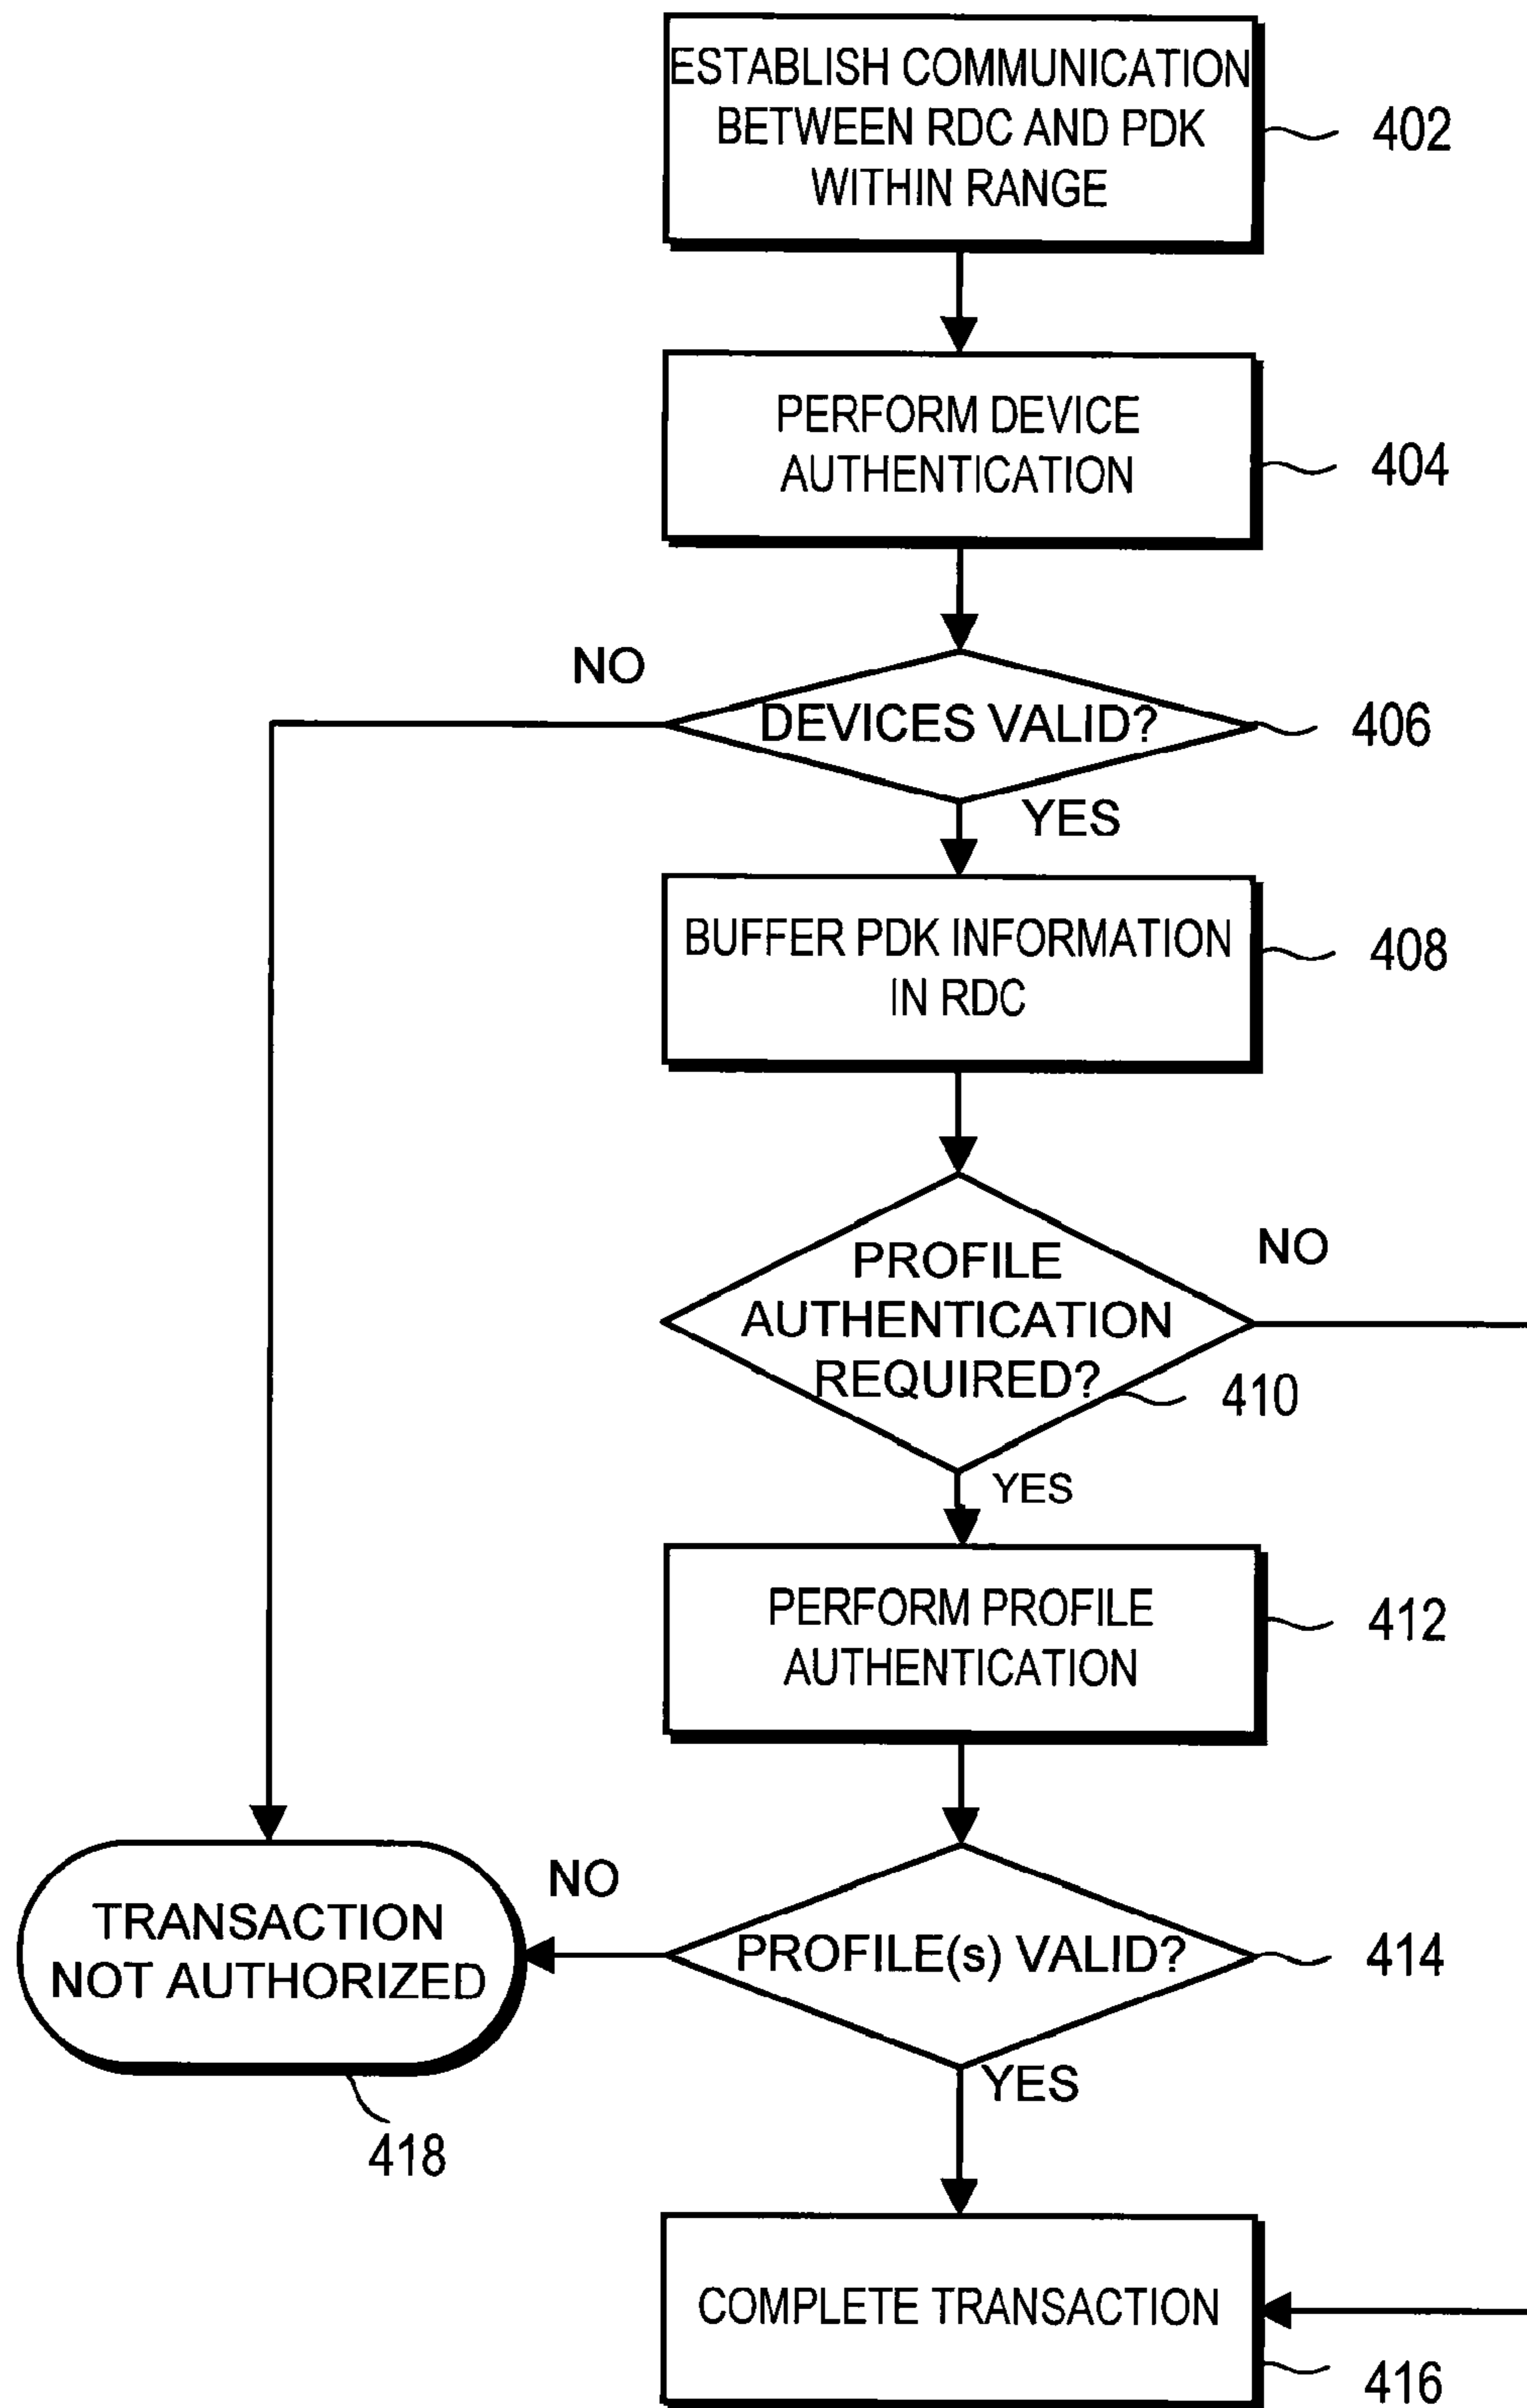 ESTABLISH COMMUNICATION
BETWEEN RDC AND PDK
WITHIN RANGE
402
PERFORM DEVICE
AUTHENTICATION
404
NO
DEVICES VALID?
406
YES
BUFFER PDK INFORMATION
IN RDC
408
PROFILE
AUTHENTICATION
REQUIRED?
NO
410
YES
PERFORM PROFILE
AUTHENTICATION
412
TRANSACTION
NOT AUTHORIZED
418
NO
PROFILE(s) VALID?
414
YES
COMPLETE TRANSACTION
416